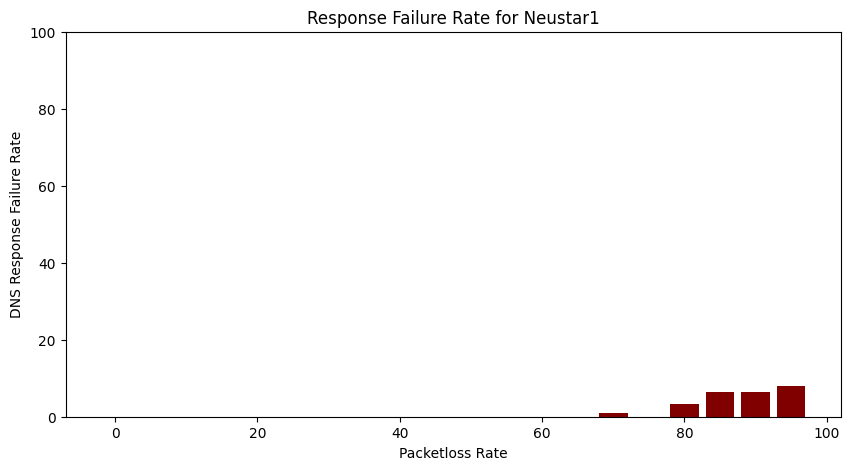 Response Failure Rate for Neustar1
100
80
60
40
20
0
DNS Response Failure Rate
0 20 40 60 80 100
Packetloss Rate